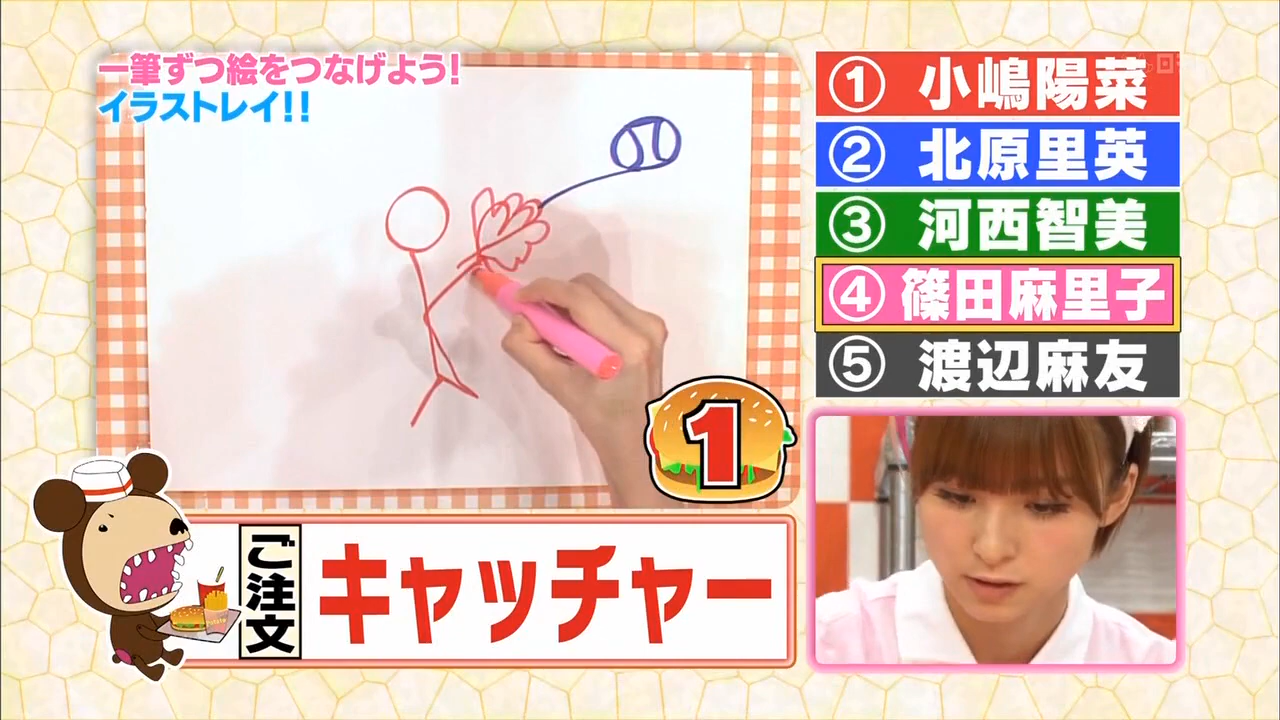 一筆ずつ絵をつなげよう!
イラストレイ!!
① 小嶋陽菜
② 北原里英
③ 河西智美
④ 篠田麻里子
⑤ 渡辺麻友
1
ご注文
キャッチャー